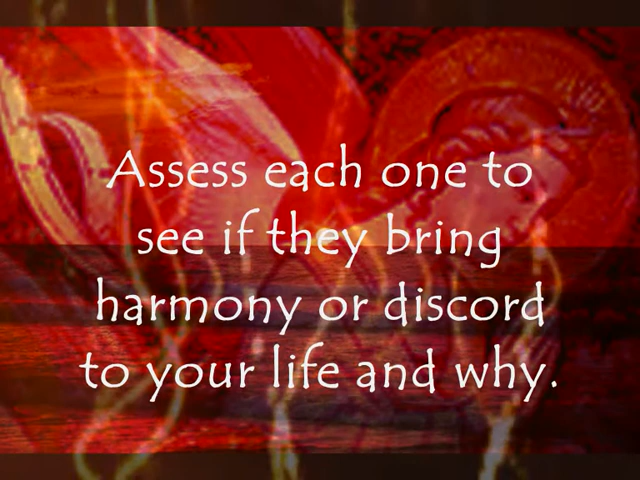 Assess each one to
see if they bring
harmony or discord
to your life and why.